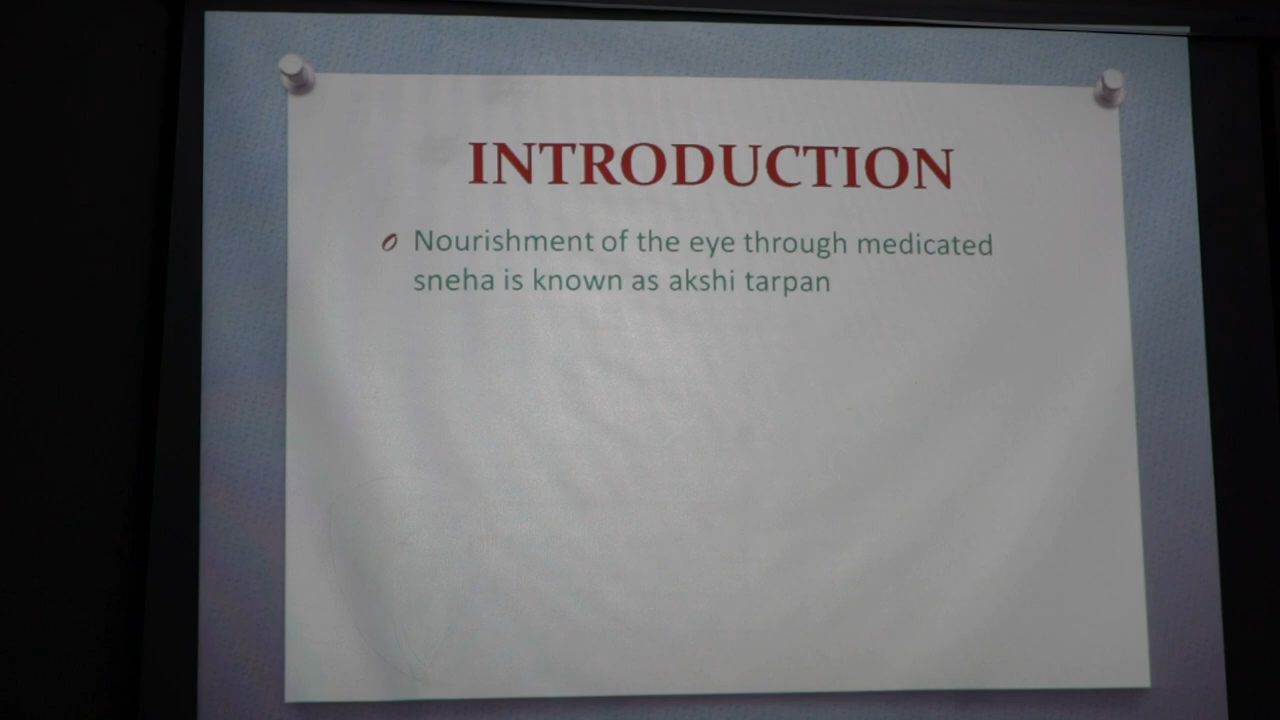 INTRODUCTION
Nourishment of the eye through medicated
sneha is known as akshi tarpan